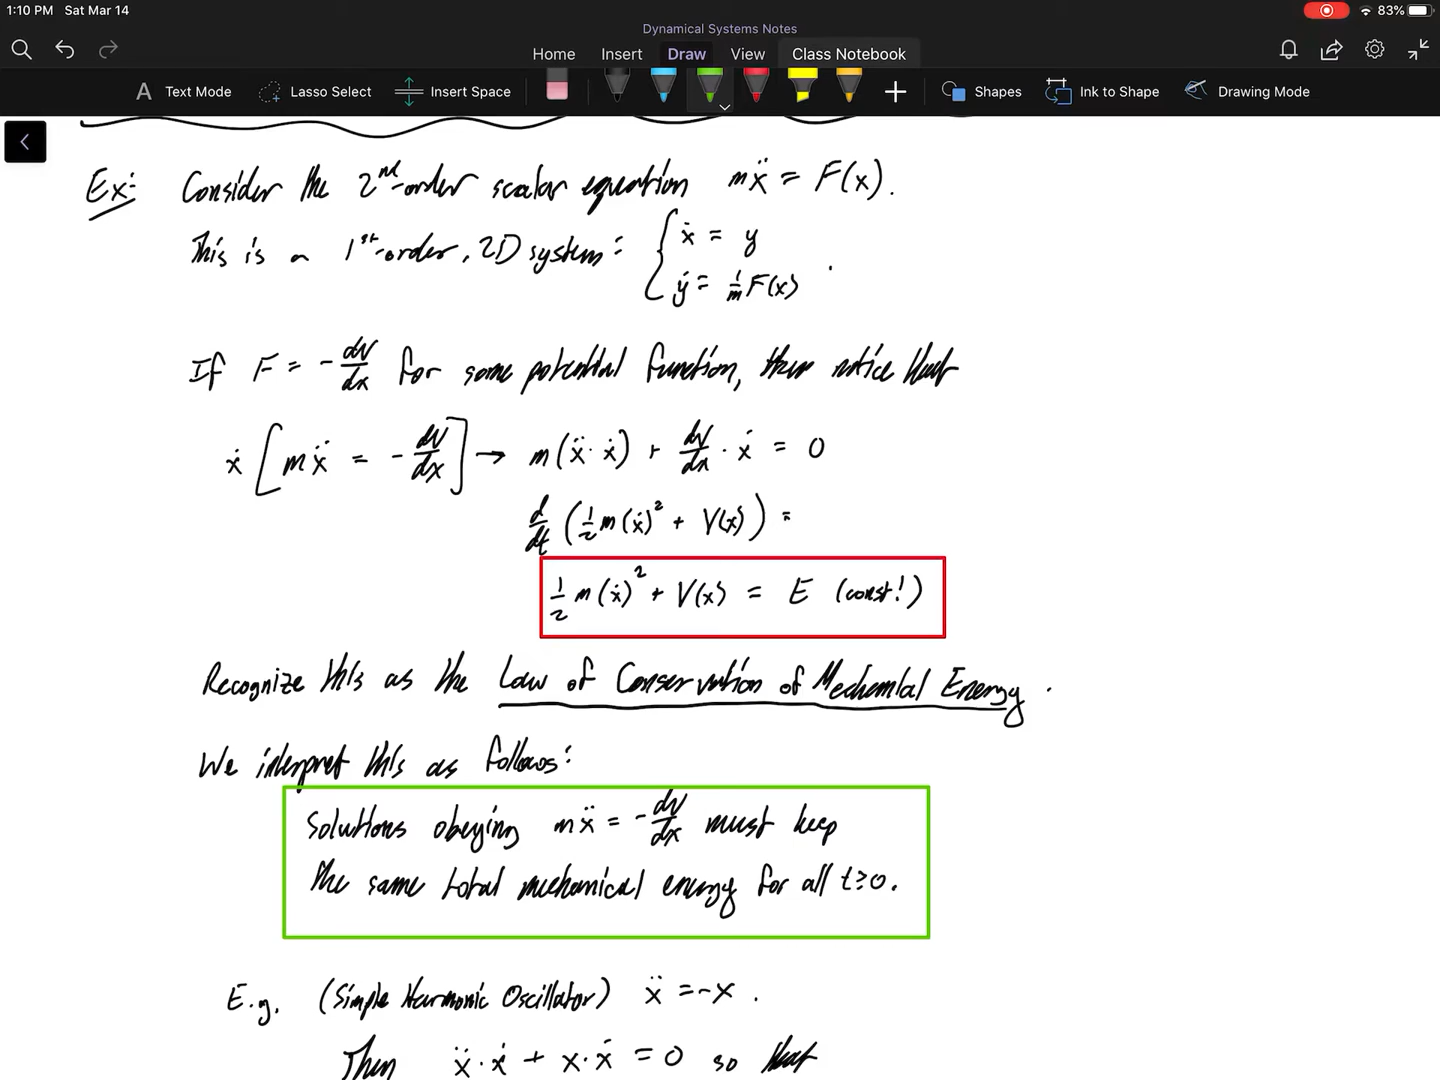 1:10 PM Sat Mar 14
83%
Dynamical Systems Notes
Home Insert Draw View Class Notebook
Text Mode Lasso Select Insert Space Shapes Ink to Shape Drawing Mode
Ex: Consider the 2nd-order scalar equation mẍ = F(x).
This is a 1st-order, 2D system: { ẋ = y
ẏ = 1/m F(x) .
If F = - dV/dx for some potential function, then notice that
ẋ [ mẍ = - dV/dx ] → m(ẍ·ẋ) + dV/dx · ẋ = 0
d/dt (1/2 m(ẋ)² + V(x)) =
1/2 m(ẋ)² + V(x) = E (const!)
Recognize this as the Law of Conservation of Mechanical Energy.
We interpret this as follows:
Solutions obeying mẍ = - dV/dx must keep
the same total mechanical energy for all t≥0.
E.g. (Simple Harmonic Oscillator) ẍ = -x .
Then ẍ·ẋ + x·ẋ = 0 so that